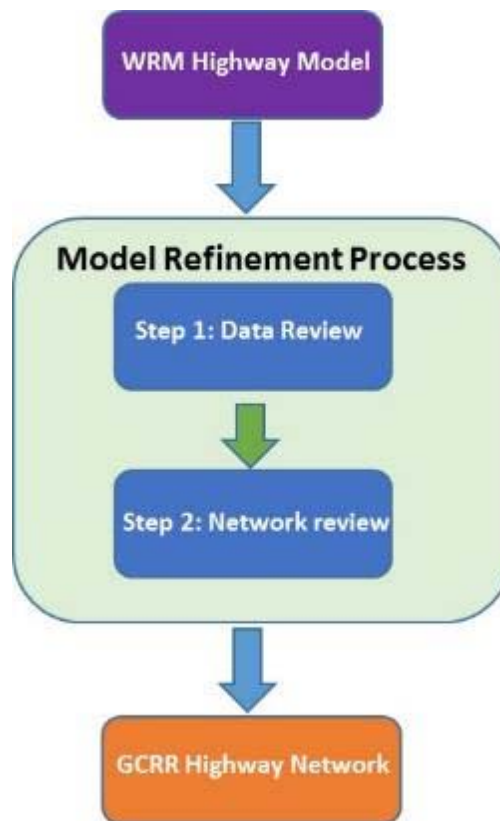 WRM Highway Model
Model Refinement Process
Step 1: Data Review
Step 2: Network review
GCRR Highway Network